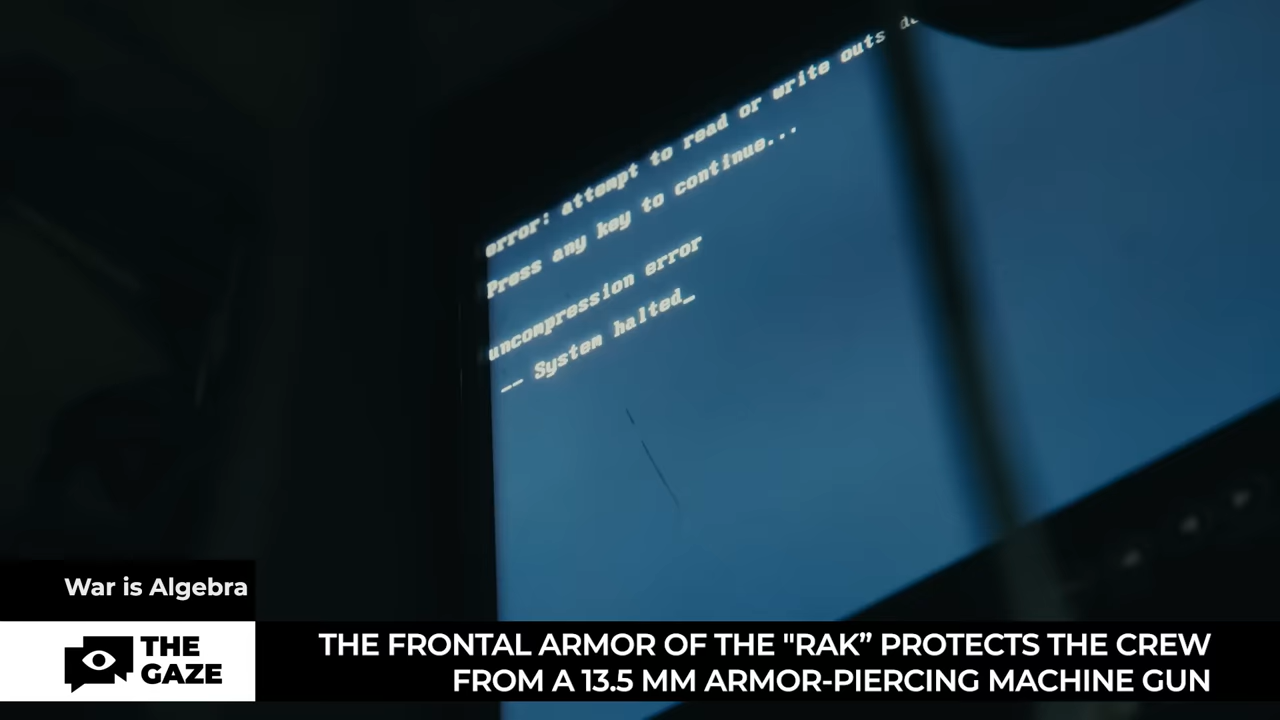 error: attempt to read or write outs
Press any key to continue...
uncompression error
-- System halted_
War is Algebra
THE GAZE
THE FRONTAL ARMOR OF THE "RAK” PROTECTS THE CREW
FROM A 13.5 MM ARMOR-PIERCING MACHINE GUN